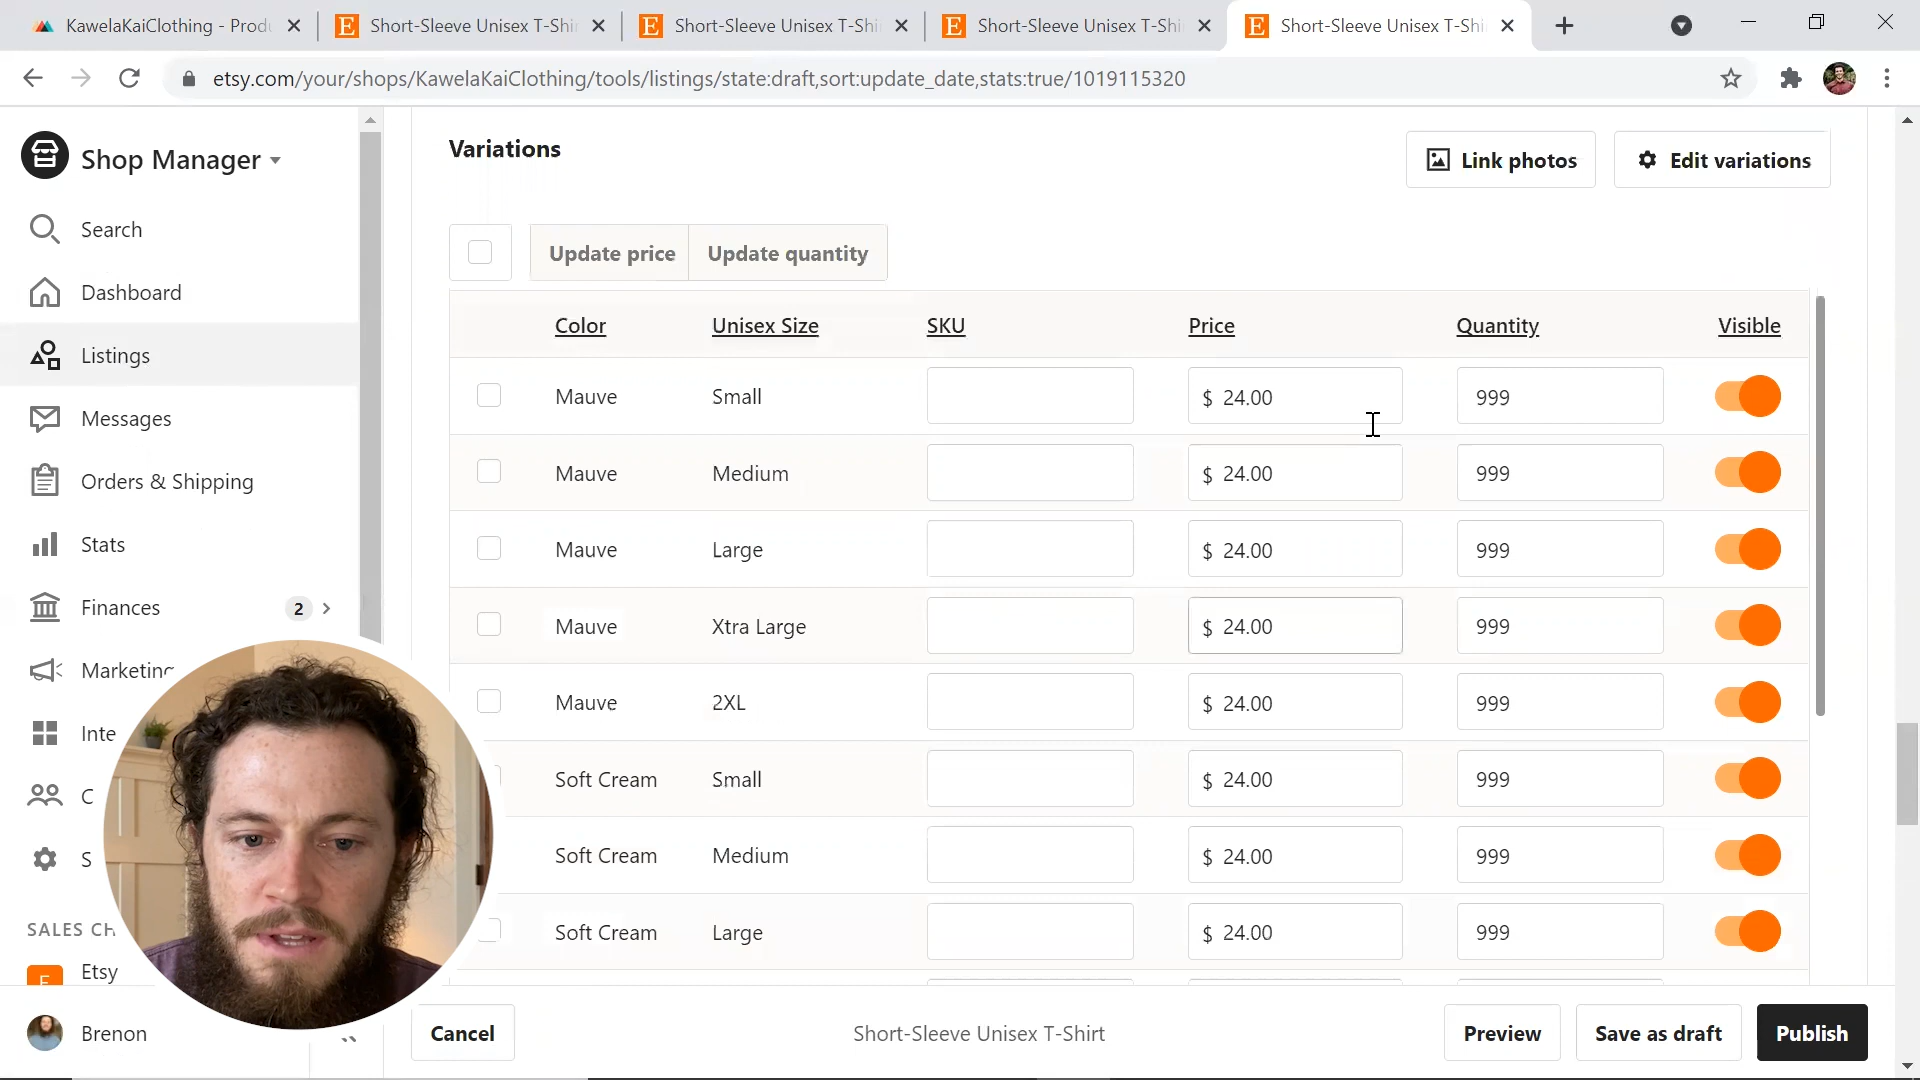 KawelaKaiClothing - Produ
Short-Sleeve Unisex T-Shir
Short-Sleeve Unisex T-Shi
Short-Sleeve Unisex T-Shi
Short-Sleeve Unisex T-Shi
etsy.com/your/shops/KawelaKaiClothing/tools/listings/state:draft,sort:update_date,stats:true/1019115320
Shop Manager
Search
Dashboard
Listings
Messages
Orders & Shipping
Stats
Finances 2
Marketing
Inte
C
S
SALES CH
E Etsy
Brenon
Variations
Link photos
Edit variations
Update price Update quantity
Color Unisex Size SKU Price Quantity Visible
Mauve Small $ 24.00 999
Mauve Medium $ 24.00 999
Mauve Large $ 24.00 999
Mauve Xtra Large $ 24.00 999
Mauve 2XL $ 24.00 999
Soft Cream Small $ 24.00 999
Soft Cream Medium $ 24.00 999
Soft Cream Large $ 24.00 999
Cancel
Short-Sleeve Unisex T-Shirt
Preview
Save as draft
Publish